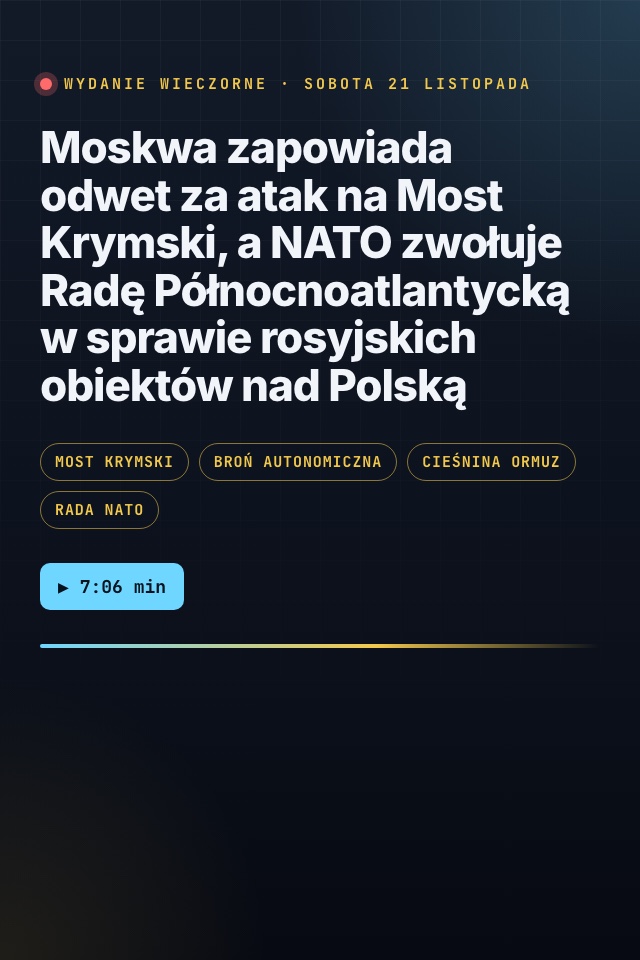 WYDANIE WIECZORNE · SOBOTA 21 LISTOPADA
Moskwa zapowiada
odwet za atak na Most
Krymski, a NATO zwołuje
Radę Północnoatlantycką
w sprawie rosyjskich
obiektów nad Polską
MOST KRYMSKI BROŃ AUTONOMICZNA CIEŚNINA ORMUZ
RADA NATO
▶ 7:06 min